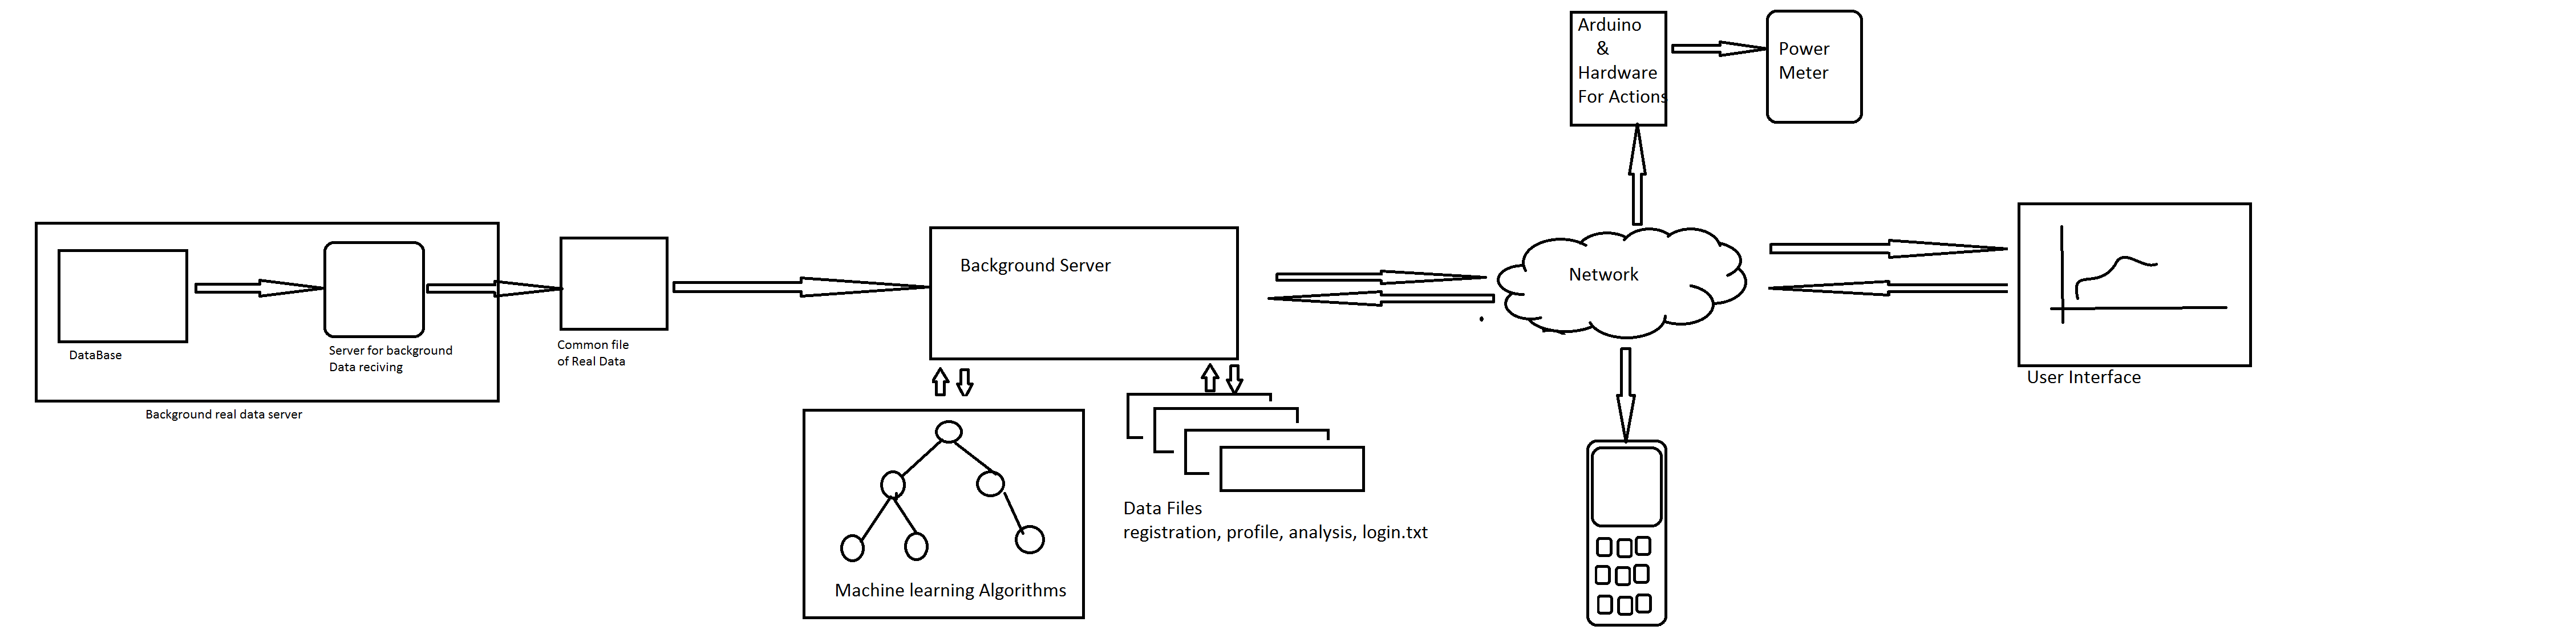 Arduino
&
Hardware
For Actions
Power
Meter
Background Server
Network
DataBase
Server for background
Data reciving
Common file
of Real Data
Background real data server
User Interface
Data Files
registration, profile, analysis, login.txt
Machine learning Algorithms